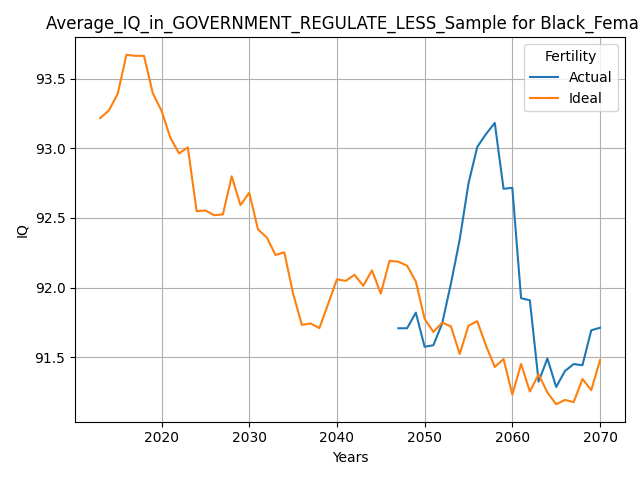 Average_IQ_in_GOVERNMENT_REGULATE_LESS_Sample for Black_Fema
Fertility
Actual
Ideal
93.5
93.0
92.5
92.0
91.5
IQ
2020 2030 2040 2050 2060 2070
Years